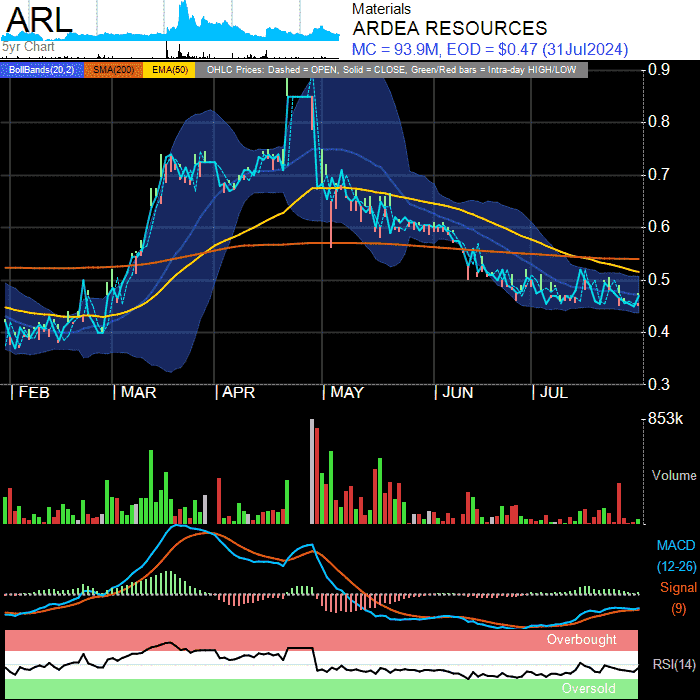 ARL
5yr Chart
Materials
ARDEA RESOURCES
MC = 93.9M, EOD = $0.47 (31Jul2024)
BollBands(20,2) SMA(200) EMA(50) OHLC Prices: Dashed = OPEN, Solid = CLOSE, Green/Red bars = Intra-day HIGH/LOW
0.9
0.8
0.7
0.6
0.5
0.4
0.3
FEB MAR APR MAY JUN JUL
853k
Volume
MACD
(12-26)
Signal
(9)
Overbought
RSI(14)
Oversold